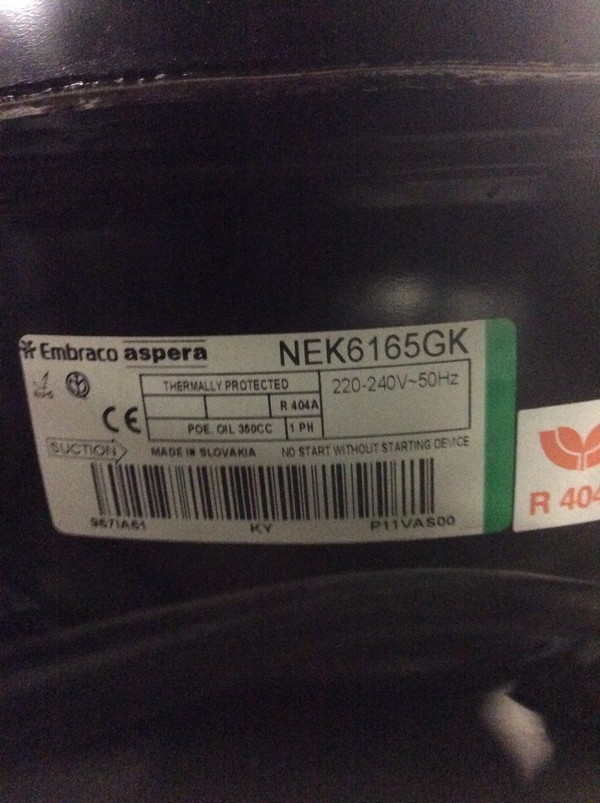 Embraco aspera
NEK6165GK
THERMALLY PROTECTED
220-240V~50Hz
R 404A
CE
POE. OIL 350CC
1 PH
SUCTION
MADE IN SLOVAKIA
NO START WITHOUT STARTING DEVICE
967IA61
KY
P11VAS00
R 404